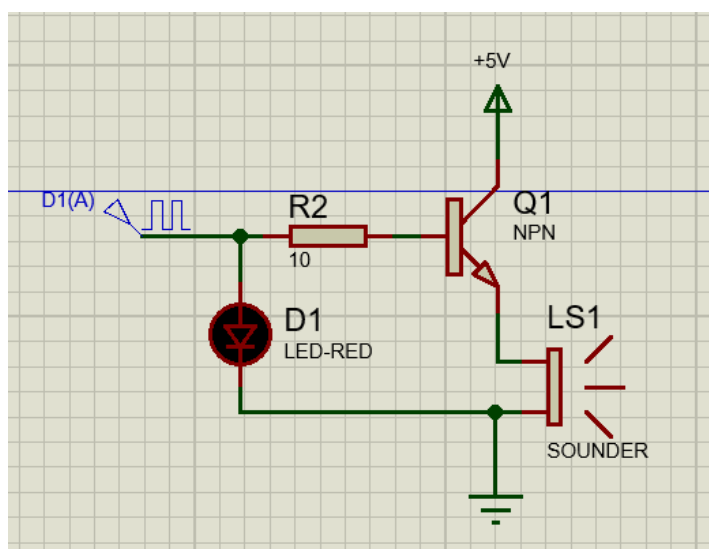 +5V
D1(A)
R2
10
Q1
NPN
D1
LED-RED
LS1
SOUNDER